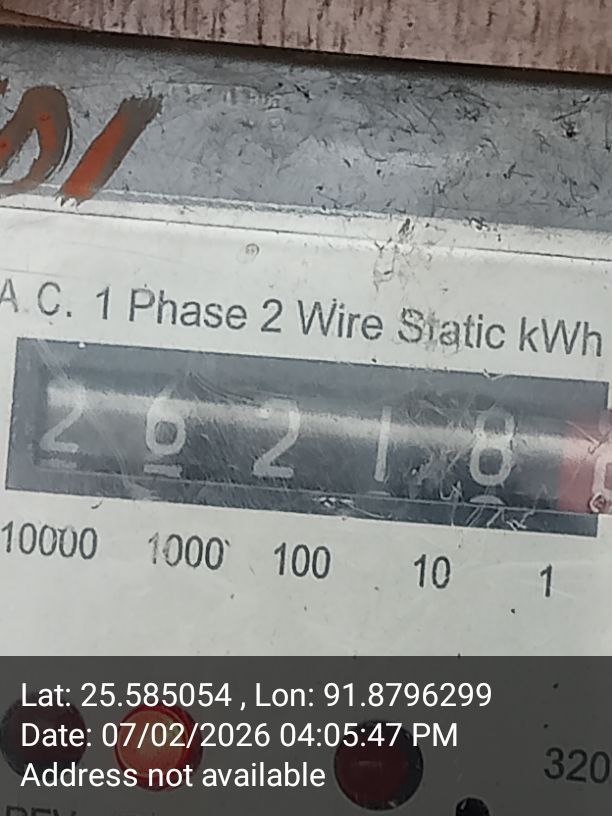 A.C. 1 Phase 2 Wire Static kWh
2 6 2 1 8
10000 1000 100 10 1
Lat: 25.585054 , Lon: 91.8796299
Date: 07/02/2026 04:05:47 PM
Address not available
320